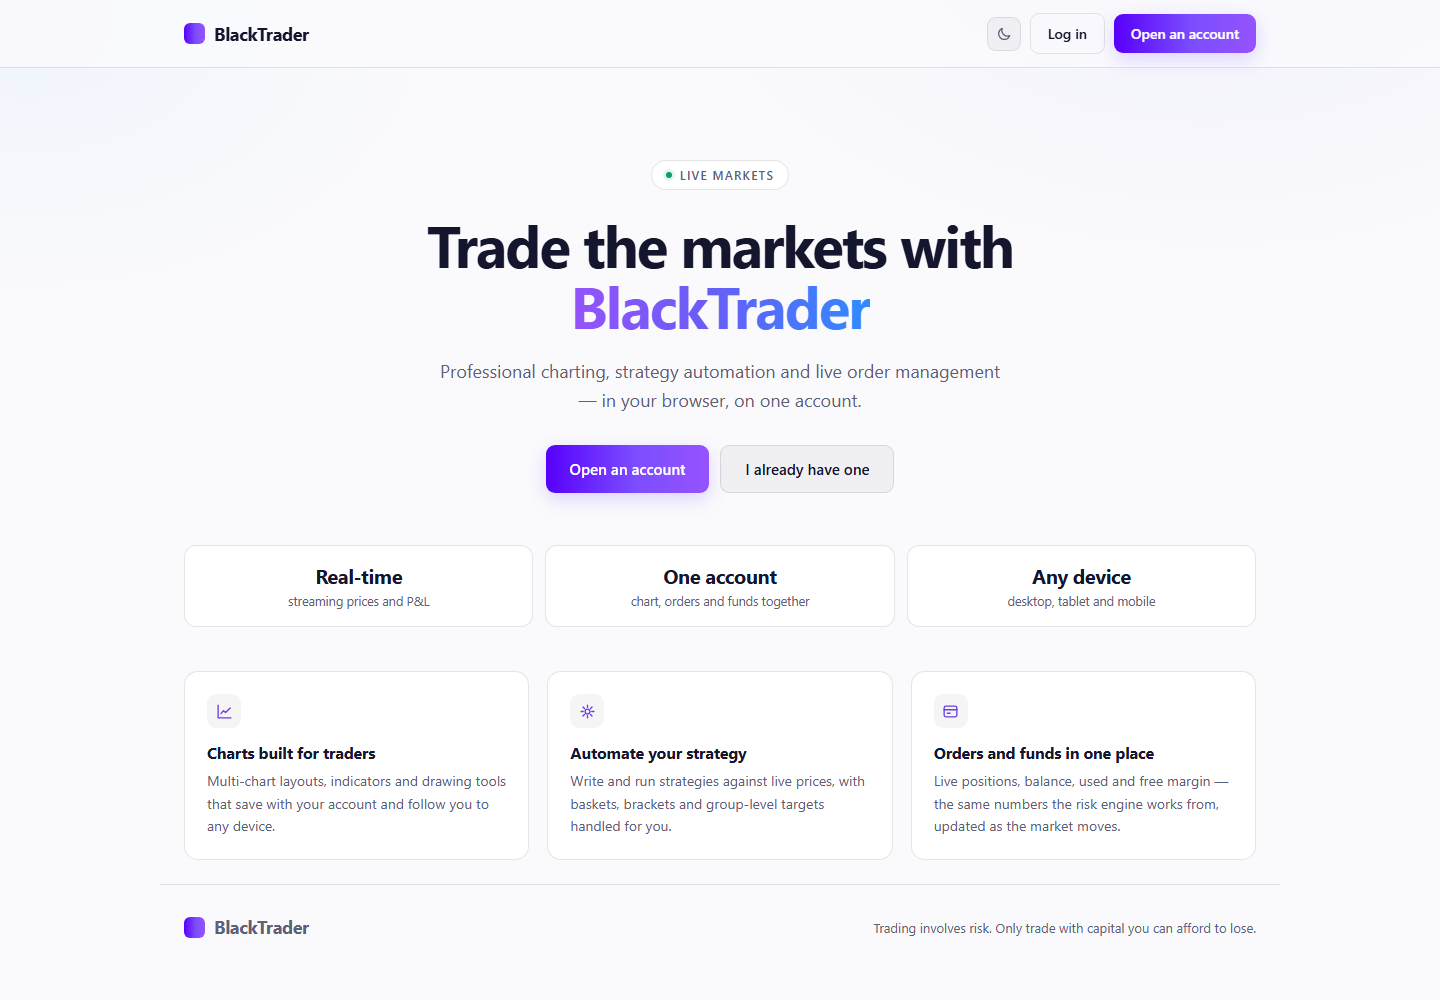 BlackTrader
Log in
Open an account
LIVE MARKETS
Trade the markets with
BlackTrader
Professional charting, strategy automation and live order management
— in your browser, on one account.
Open an account
I already have one
Real-time
streaming prices and P&L
One account
chart, orders and funds together
Any device
desktop, tablet and mobile
Charts built for traders
Multi-chart layouts, indicators and drawing tools
that save with your account and follow you to
any device.
Automate your strategy
Write and run strategies against live prices, with
baskets, brackets and group-level targets
handled for you.
Orders and funds in one place
Live positions, balance, used and free margin —
the same numbers the risk engine works from,
updated as the market moves.
BlackTrader
Trading involves risk. Only trade with capital you can afford to lose.